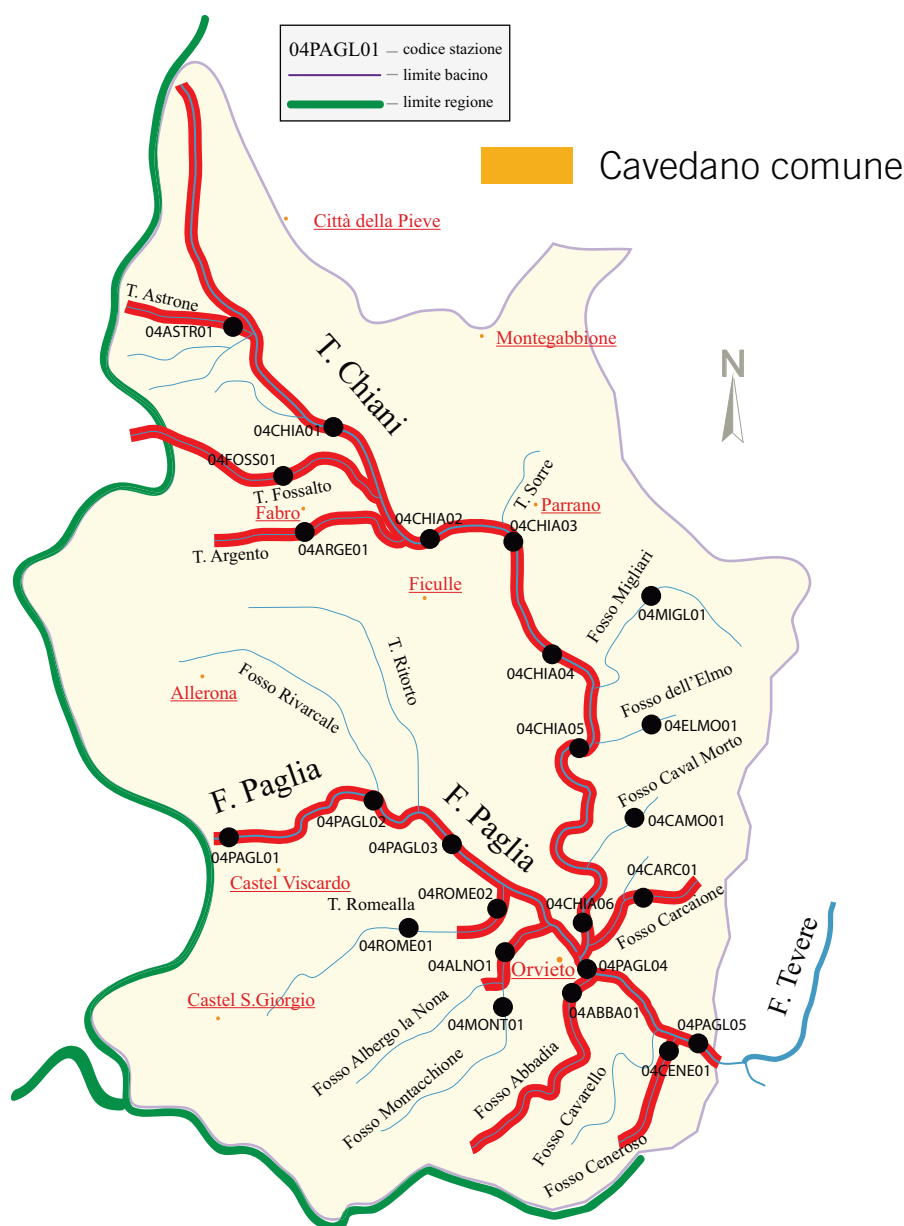 04PAGL01 – codice stazione
– limite bacino
– limite regione
Cavedano comune
Città della Pieve
T. Astrone
04ASTR01
Montegabbione
T. Chiani
N
04CHIA01
04FOSS01
T. Fossalto
T. Sorre
Fabro
Parrano
04CHIA02
04CHIA03
T. Argento
04ARGE01
Ficulle
Fosso Migliari
04MIGL01
T. Ritorto
04CHIA04
Allerona
Fosso Rivarcale
Fosso dell'Elmo
04CHIA05
04ELMO01
Fosso Caval Morto
F. Paglia
F. Paglia
04PAGL02
04CAMO01
04PAGL01
04PAGL03
Castel Viscardo
04CARC01
04ROME02
T. Romealla
04CHIA06
Fosso Carcaione
04ROME01
04ALNO1
Orvieto
04PAGL04
F. Tevere
Castel S.Giorgio
04ABBA01
04MONT01
Fosso Albergo la Nona
04PAGL05
Fosso Montacchione
Fosso Abbadia
04CENE01
Fosso Cavarello
Fosso Ceneroso